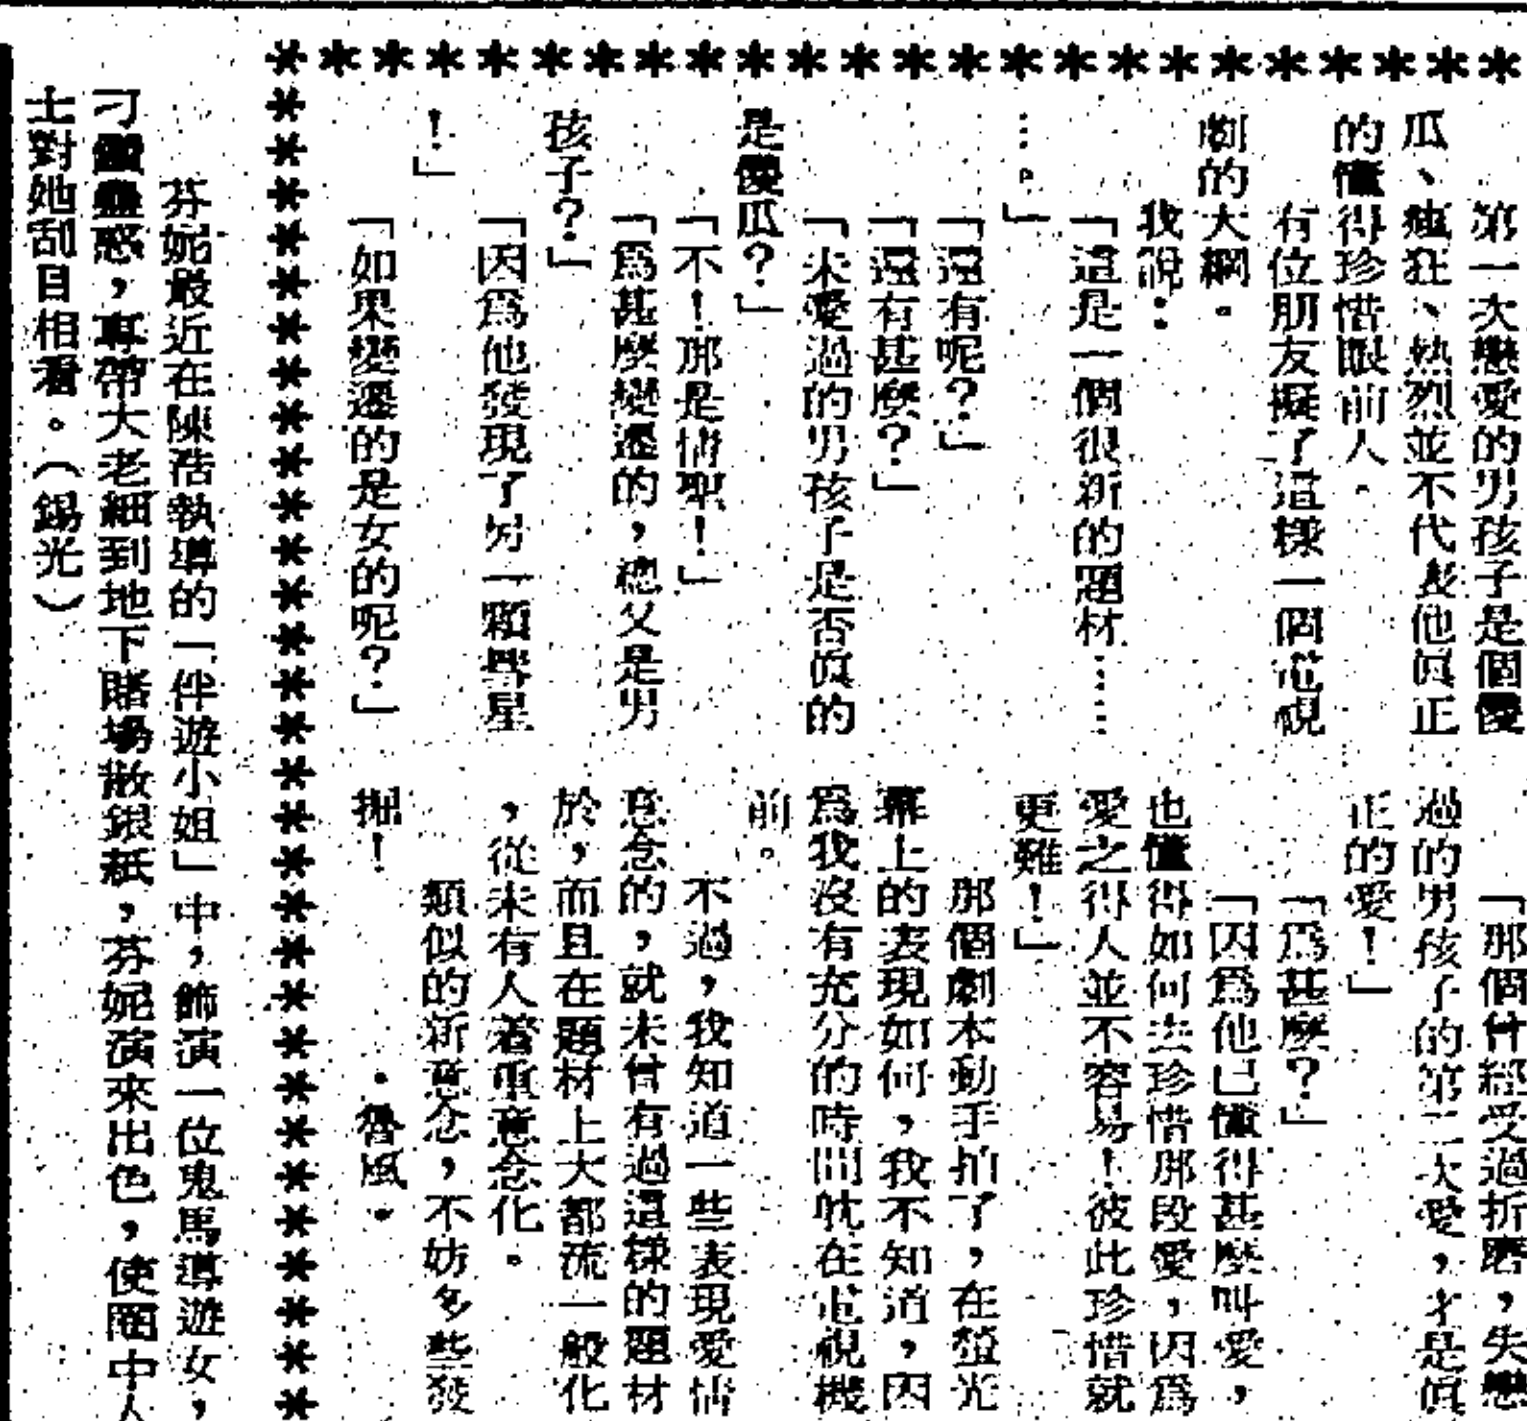 第一次戀愛的男孩子是個傻
瓜、瘋狂、熱烈並不代表他眞正
的懂得珍惜眼前人。
有位朋友擬了這樣一個電視
劇的大綱。
我說：
「這是一個很新的題材……
…。」
「還有呢？」
「還有甚麼？」
「未愛過的男孩子是否眞的
是傻瓜？」
「不！那是情聖！」
「爲甚麼變遷的，總又是男
孩子？」
「因爲他發現了另一顆彗星
！」
「如果變遷的是女的呢？」
「那個曾經受過折磨，失戀
過的男孩子的第二次愛，才是眞
正的愛！」
「爲甚麼？」
「因爲他已懂得甚麼叫愛，
也懂得如何去珍惜那段愛，因爲
愛之得人並不容易！彼此珍惜就
更難！」
那個劇本動手拍了，在螢光
幕上的表現如何，我不知道，因
爲我沒有充分的時間躭在電視機
前。
不過，我知道一些表現愛情
意念的，就未曾有過這樣的題材
於，而且在題材上大都流一般化
，從未有人着重意念化。
類似的新意念，不妨多些發
掘！　．魯風．
芬妮最近在陳浩執導的「伴遊小姐」中，飾演一位鬼馬導遊女，
刁鑽蠱惑，專帶大老細到地下賭場散銀紙，芬妮演來出色，使圈中人
士對她刮目相看。（錫光）